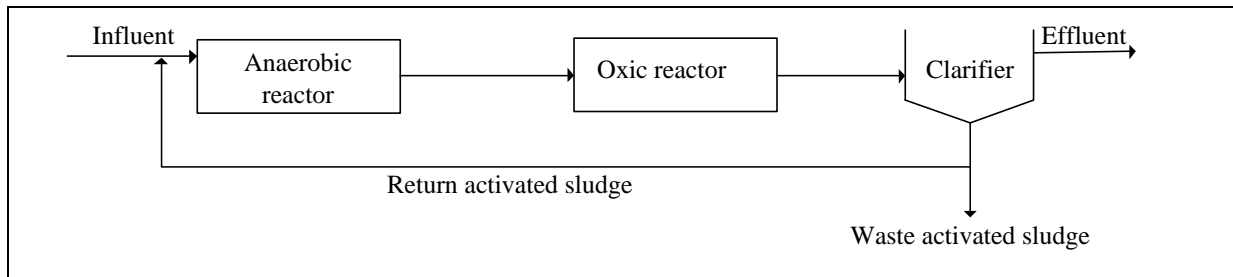 Influent
Anaerobic
reactor
Oxic reactor
Clarifier
Effluent
Return activated sludge
Waste activated sludge